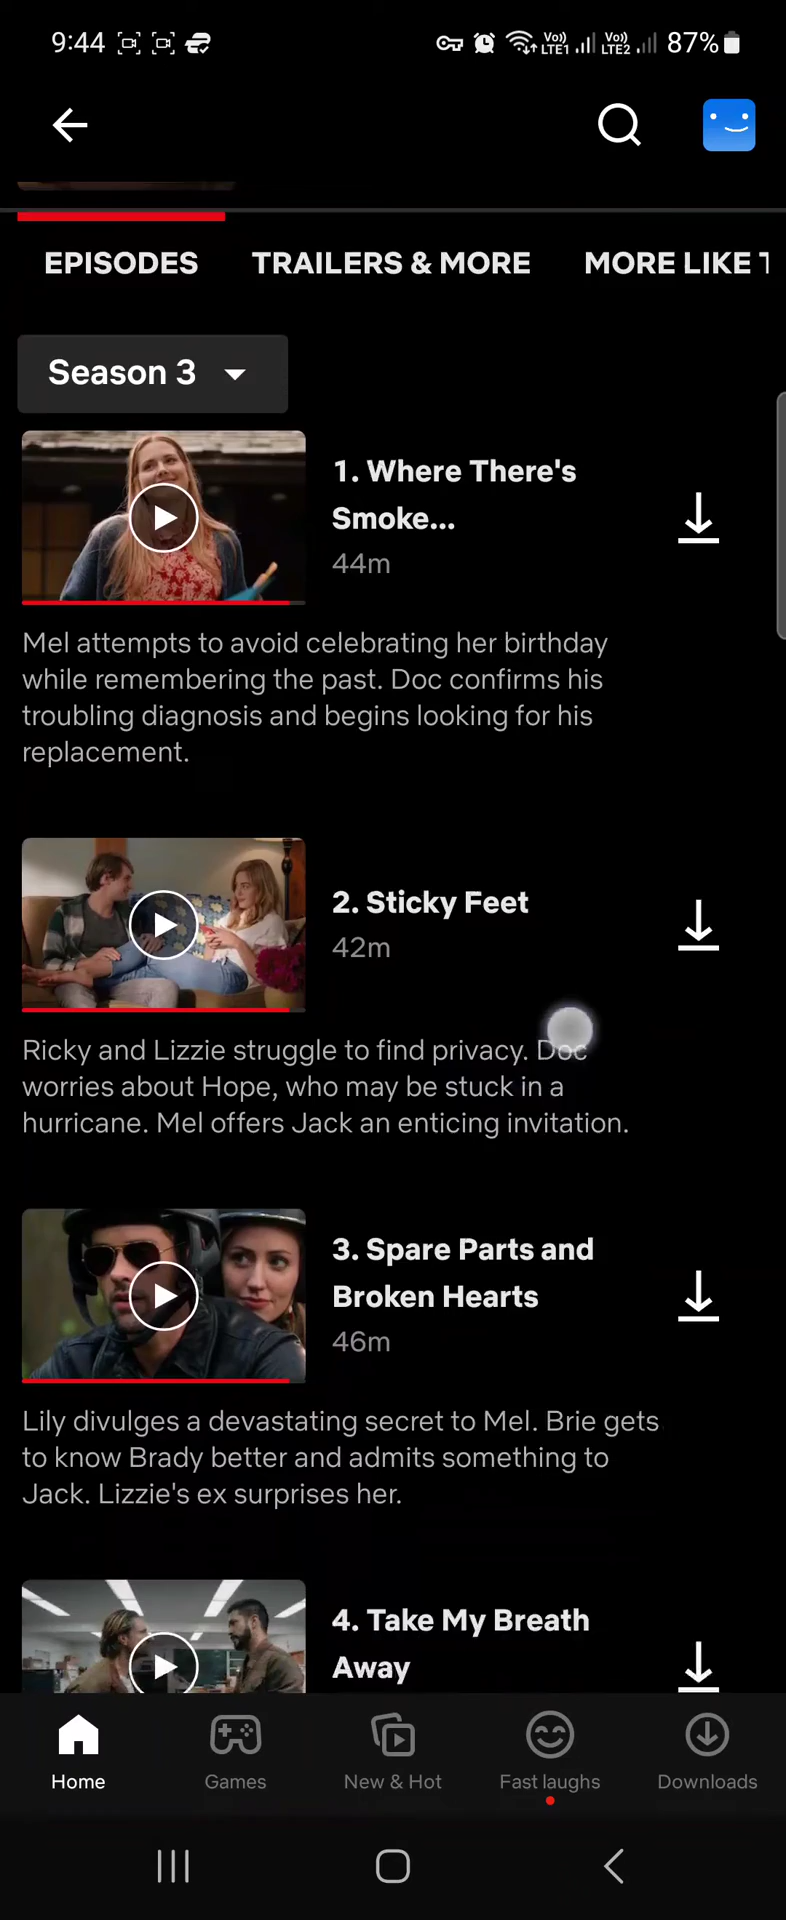 9:44
Vo)) LTE1
Vo)) LTE2
87%
EPISODES
TRAILERS & MORE
MORE LIKE T
Season 3
1. Where There's
Smoke...
44m
Mel attempts to avoid celebrating her birthday
while remembering the past. Doc confirms his
troubling diagnosis and begins looking for his
replacement.
2. Sticky Feet
42m
Ricky and Lizzie struggle to find privacy. Doc
worries about Hope, who may be stuck in a
hurricane. Mel offers Jack an enticing invitation.
3. Spare Parts and
Broken Hearts
46m
Lily divulges a devastating secret to Mel. Brie gets
to know Brady better and admits something to
Jack. Lizzie's ex surprises her.
4. Take My Breath
Away
Home
Games
New & Hot
Fast laughs
Downloads